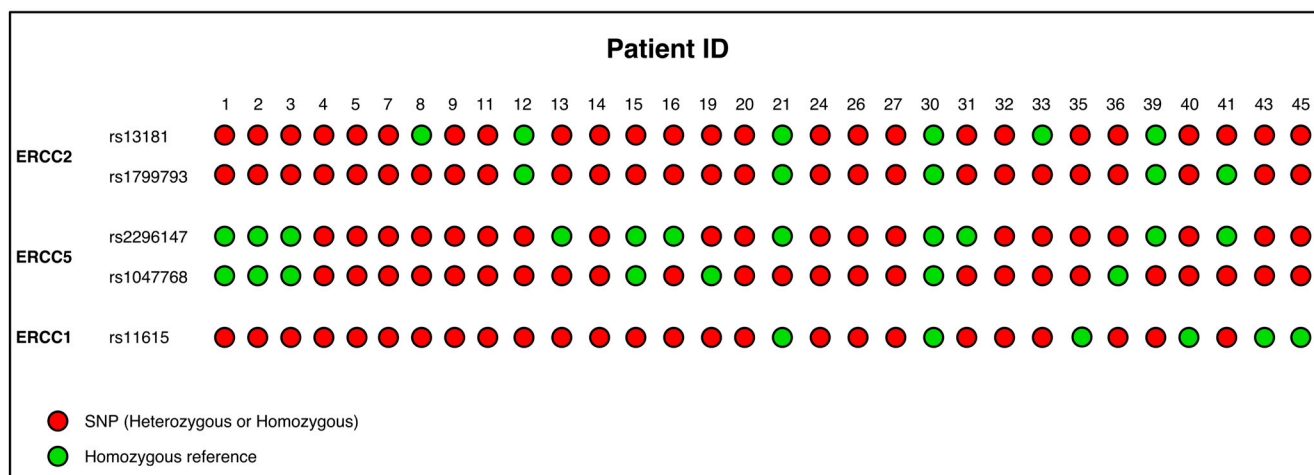 Patient ID
1 2 3 4 5 7 8 9 11 12 13 14 15 16 19 20 21 24 26 27 30 31 32 33 35 36 39 40 41 43 45
ERCC2
rs13181
rs1799793
ERCC5
rs2296147
rs1047768
ERCC1 rs11615
SNP (Heterozygous or Homozygous)
Homozygous reference